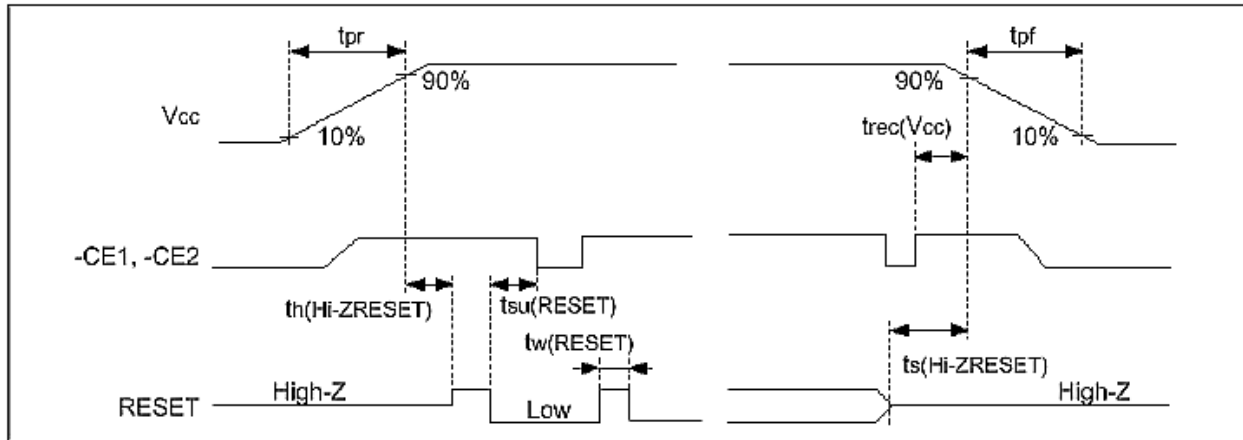 tpr
tpf
90%
90%
Vcc
10%
trec(Vcc)
10%
-CE1, -CE2
th(Hi-ZRESET)
tsu(RESET)
tw(RESET)
ts(Hi-ZRESET)
High-Z
High-Z
RESET
Low